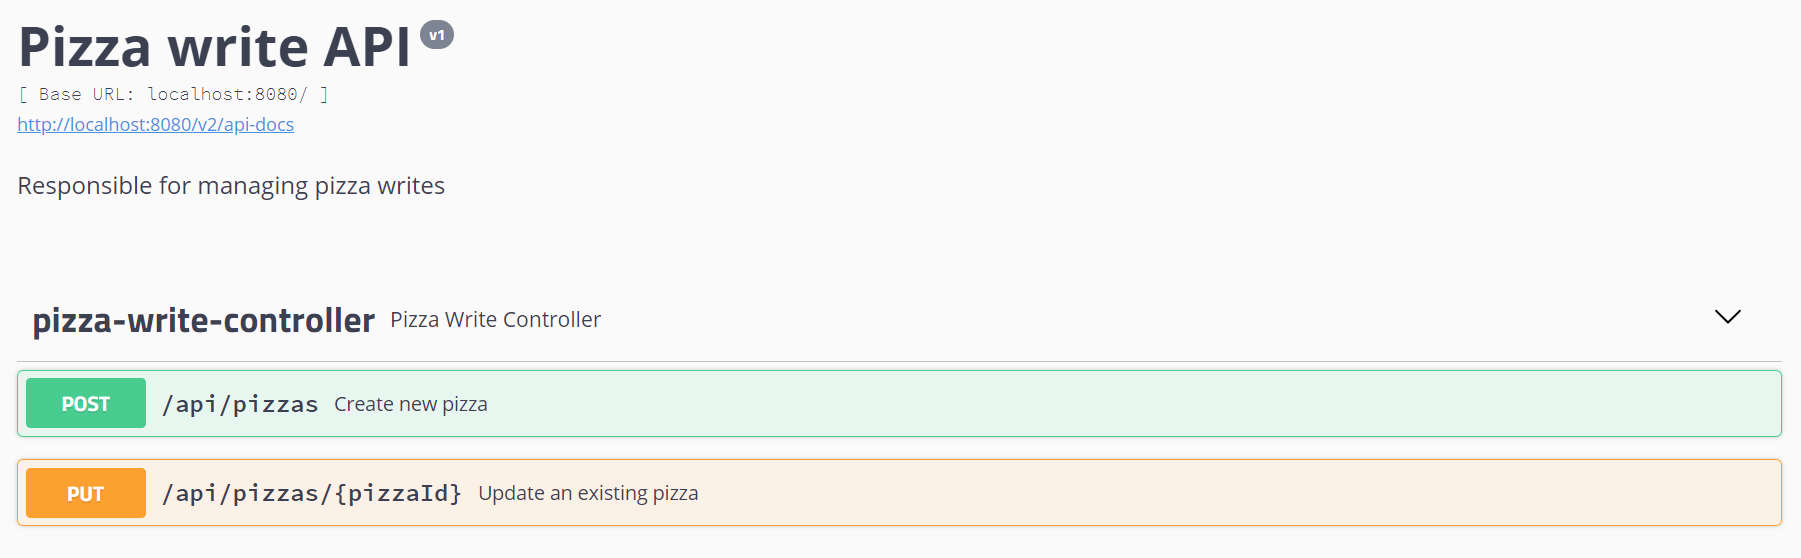 Pizza write API v1
[ Base URL: localhost:8080/ ]
http://localhost:8080/v2/api-docs
Responsible for managing pizza writes
pizza-write-controller Pizza Write Controller
POST /api/pizzas Create new pizza
PUT /api/pizzas/{pizzaId} Update an existing pizza